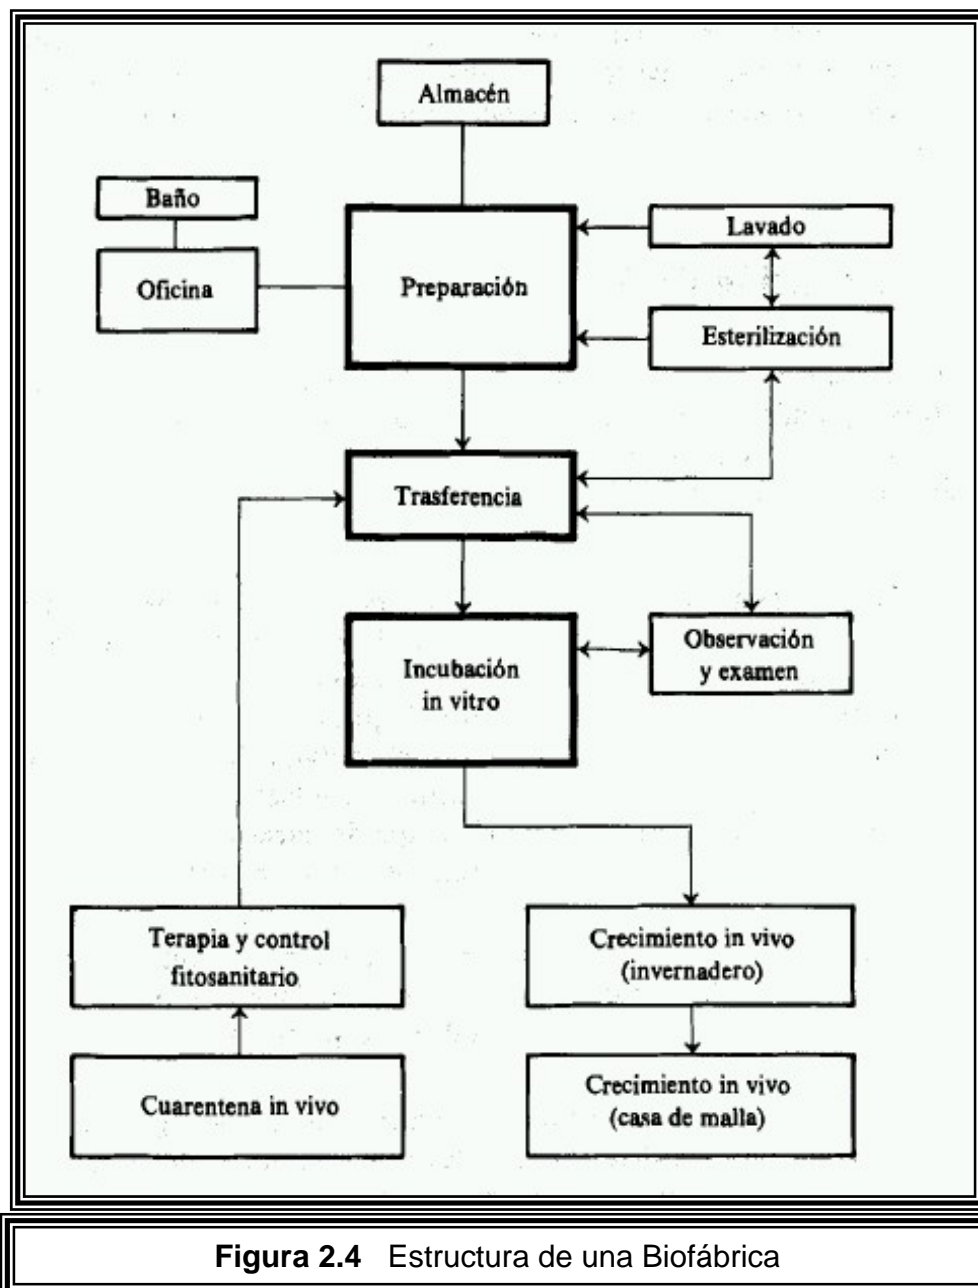 Almacén
Baño
Oficina
Preparación
Lavado
Esterilización
Trasferencia
Incubación
in vitro
Observación
y examen
Terapia y control
fitosanitario
Crecimiento in vivo
(invernadero)
Cuarentena in vivo
Crecimiento in vivo
(casa de malla)
Figura 2.4 Estructura de una Biofábrica